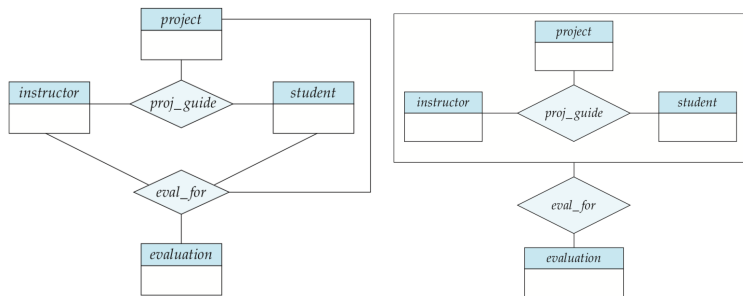 project
instructor
proj_guide
student
eval_for
evaluation
project
instructor
proj_guide
student
eval_for
evaluation